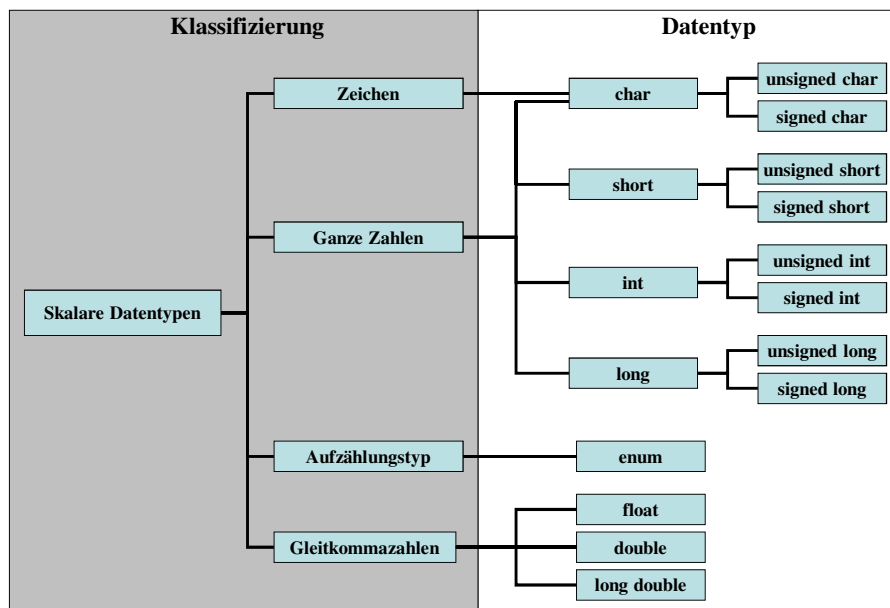 Klassifizierung
Datentyp
Zeichen
char
unsigned char
signed char
short
unsigned short
signed short
Ganze Zahlen
int
unsigned int
signed int
Skalare Datentypen
long
unsigned long
signed long
Aufzählungstyp
enum
float
Gleitkommazahlen
double
long double